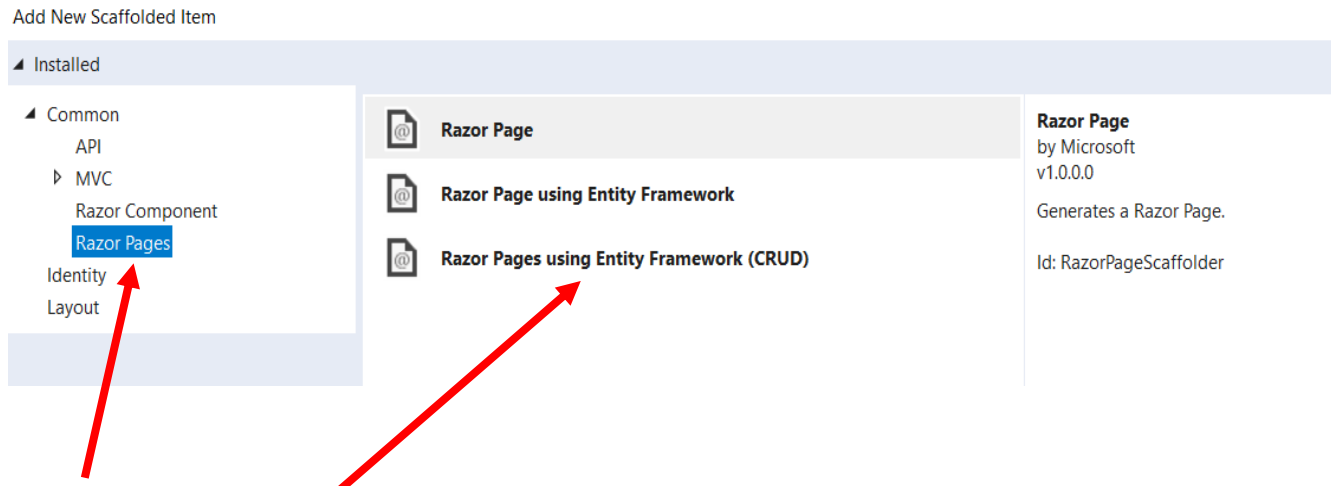 Add New Scaffolded Item
Installed
Common
API
MVC
Razor Component
Razor Pages
Identity
Layout
Razor Page
Razor Page using Entity Framework
Razor Pages using Entity Framework (CRUD)
Razor Page
by Microsoft
v1.0.0.0
Generates a Razor Page.
Id: RazorPageScaffolder